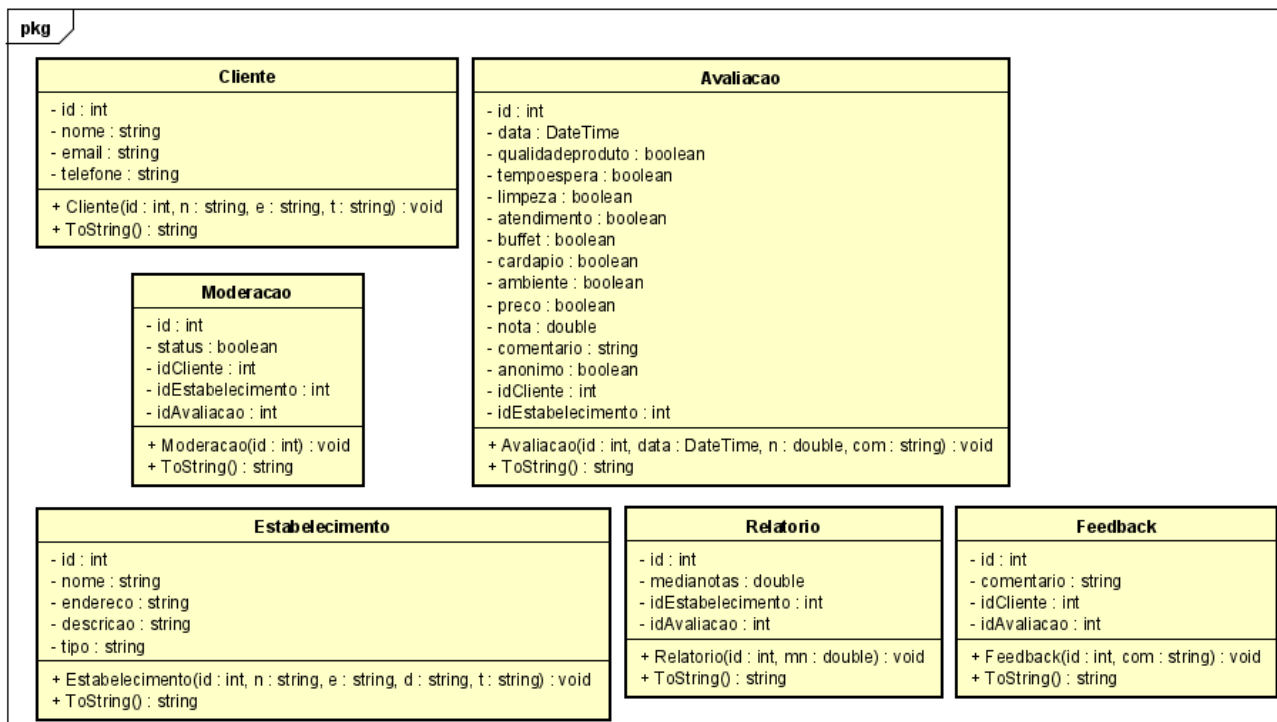 pkg
Cliente
- id : int
- nome : string
- email : string
- telefone : string
+ Cliente(id : int, n : string, e : string, t : string) : void
+ ToString() : string
Avaliacao
- id : int
- data : DateTime
- qualidadeproduto : boolean
- tempoespera : boolean
- limpeza : boolean
- atendimento : boolean
- buffet : boolean
- cardapio : boolean
- ambiente : boolean
- preco : boolean
- nota : double
- comentario : string
- anonimo : boolean
- idCliente : int
- idEstabelecimento : int
+ Avaliacao(id : int, data : DateTime, n : double, com : string) : void
+ ToString() : string
Moderacao
- id : int
- status : boolean
- idCliente : int
- idEstabelecimento : int
- idAvaliacao : int
+ Moderacao(id : int) : void
+ ToString() : string
Estabelecimento
- id : int
- nome : string
- endereco : string
- descricao : string
- tipo : string
+ Estabelecimento(id : int, n : string, e : string, d : string, t : string) : void
+ ToString() : string
Relatorio
- id : int
- medianotas : double
- idEstabelecimento : int
- idAvaliacao : int
+ Relatorio(id : int, mn : double) : void
+ ToString() : string
Feedback
- id : int
- comentario : string
- idCliente : int
- idAvaliacao : int
+ Feedback(id : int, com : string) : void
+ ToString() : string